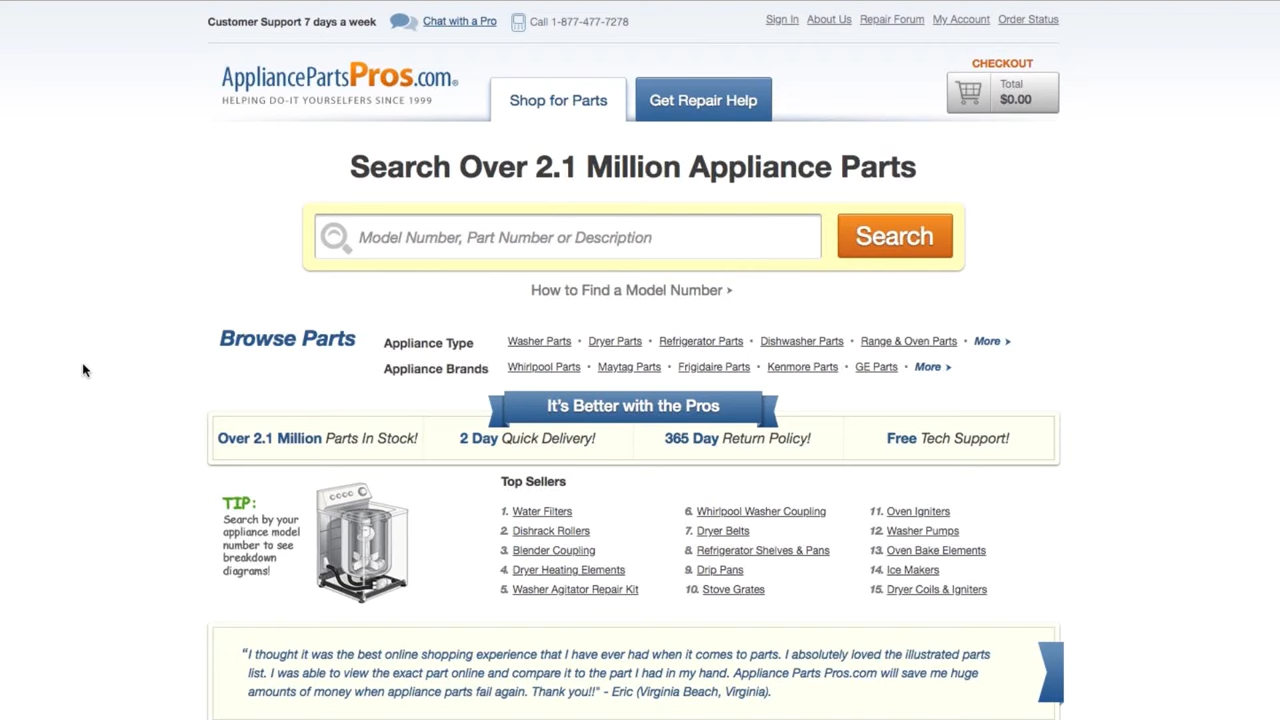 Customer Support 7 days a week Chat with a Pro Call 1-877-477-7278 Sign In About Us Repair Forum My Account Order Status
AppliancePartsPros.com®
HELPING DO-IT YOURSELFERS SINCE 1999
Shop for Parts Get Repair Help
CHECKOUT
Total
$0.00
Search Over 2.1 Million Appliance Parts
Model Number, Part Number or Description Search
How to Find a Model Number
Browse Parts
Appliance Type Washer Parts • Dryer Parts • Refrigerator Parts • Dishwasher Parts • Range & Oven Parts • More
Appliance Brands Whirlpool Parts • Maytag Parts • Frigidaire Parts • Kenmore Parts • GE Parts • More
It's Better with the Pros
Over 2.1 Million Parts In Stock! 2 Day Quick Delivery! 365 Day Return Policy! Free Tech Support!
TIP:
Search by your
appliance model
number to see
breakdown
diagrams!
Top Sellers
1. Water Filters
2. Dishrack Rollers
3. Blender Coupling
4. Dryer Heating Elements
5. Washer Agitator Repair Kit
6. Whirlpool Washer Coupling
7. Dryer Belts
8. Refrigerator Shelves & Pans
9. Drip Pans
10. Stove Grates
11. Oven Igniters
12. Washer Pumps
13. Oven Bake Elements
14. Ice Makers
15. Dryer Coils & Igniters
"I thought it was the best online shopping experience that I have ever had when it comes to parts. I absolutely loved the illustrated parts
list. I was able to view the exact part online and compare it to the part I had in my hand. Appliance Parts Pros.com will save me huge
amounts of money when appliance parts fail again. Thank you!!" - Eric (Virginia Beach, Virginia).